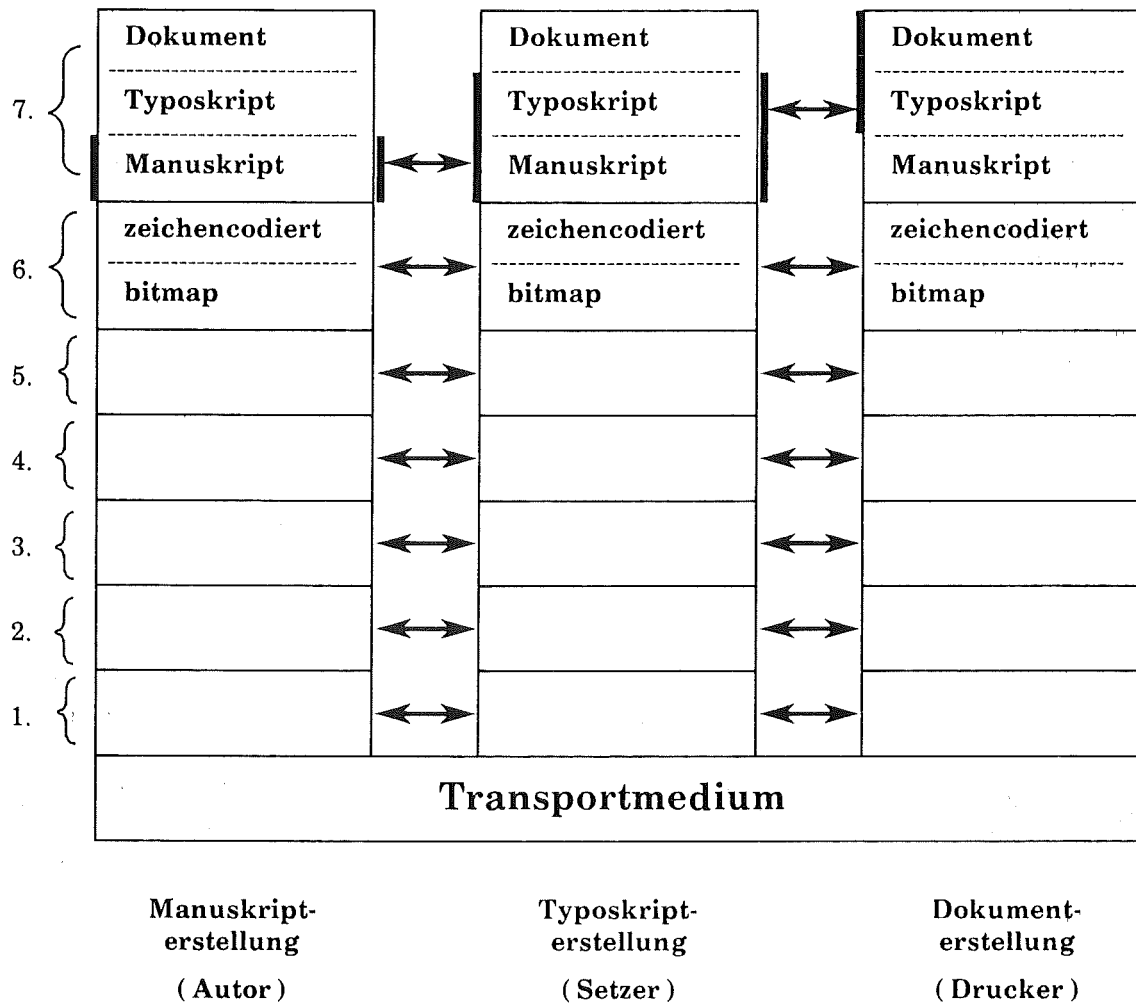 Dokument
Typoskript
Manuskript
Dokument
Typoskript
Manuskript
Dokument
Typoskript
Manuskript
7.
zeichencodiert
bitmap
zeichencodiert
bitmap
zeichencodiert
bitmap
6.
5.
4.
3.
2.
1.
Transportmedium
Manuskript-
erstellung
( Autor )
Typoskript-
erstellung
( Setzer )
Dokument-
erstellung
( Drucker )